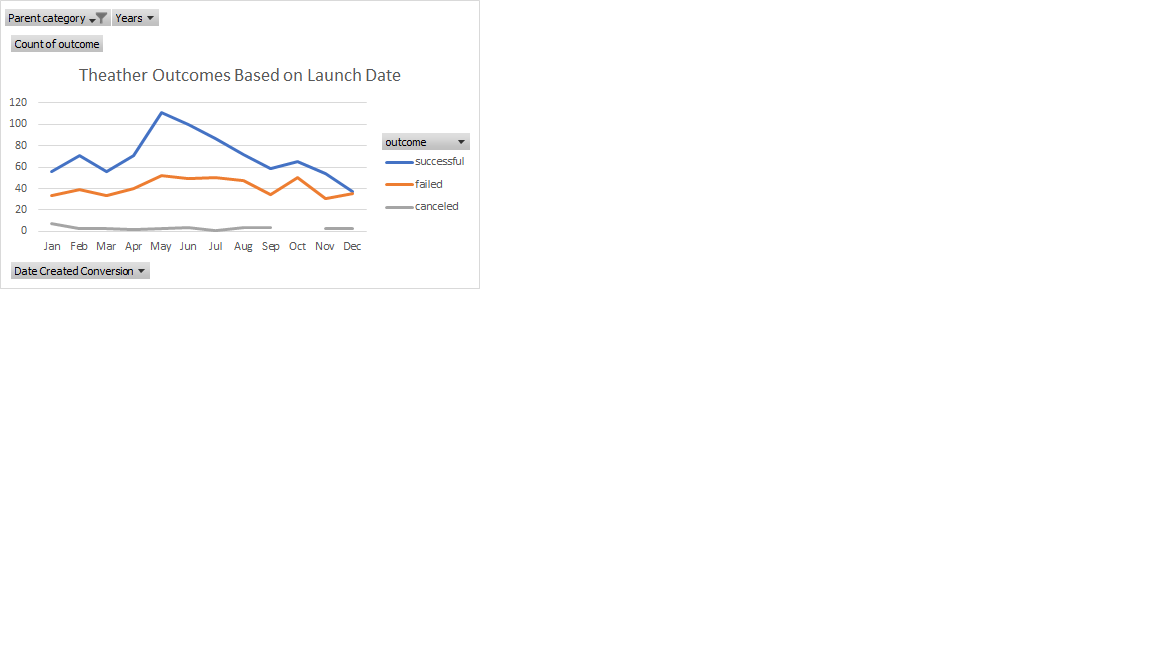 Parent category Years
Count of outcome
Theather Outcomes Based on Launch Date
120
100
80
60
40
20
0
Jan Feb Mar Apr May Jun Jul Aug Sep Oct Nov Dec
outcome
successful
failed
canceled
Date Created Conversion